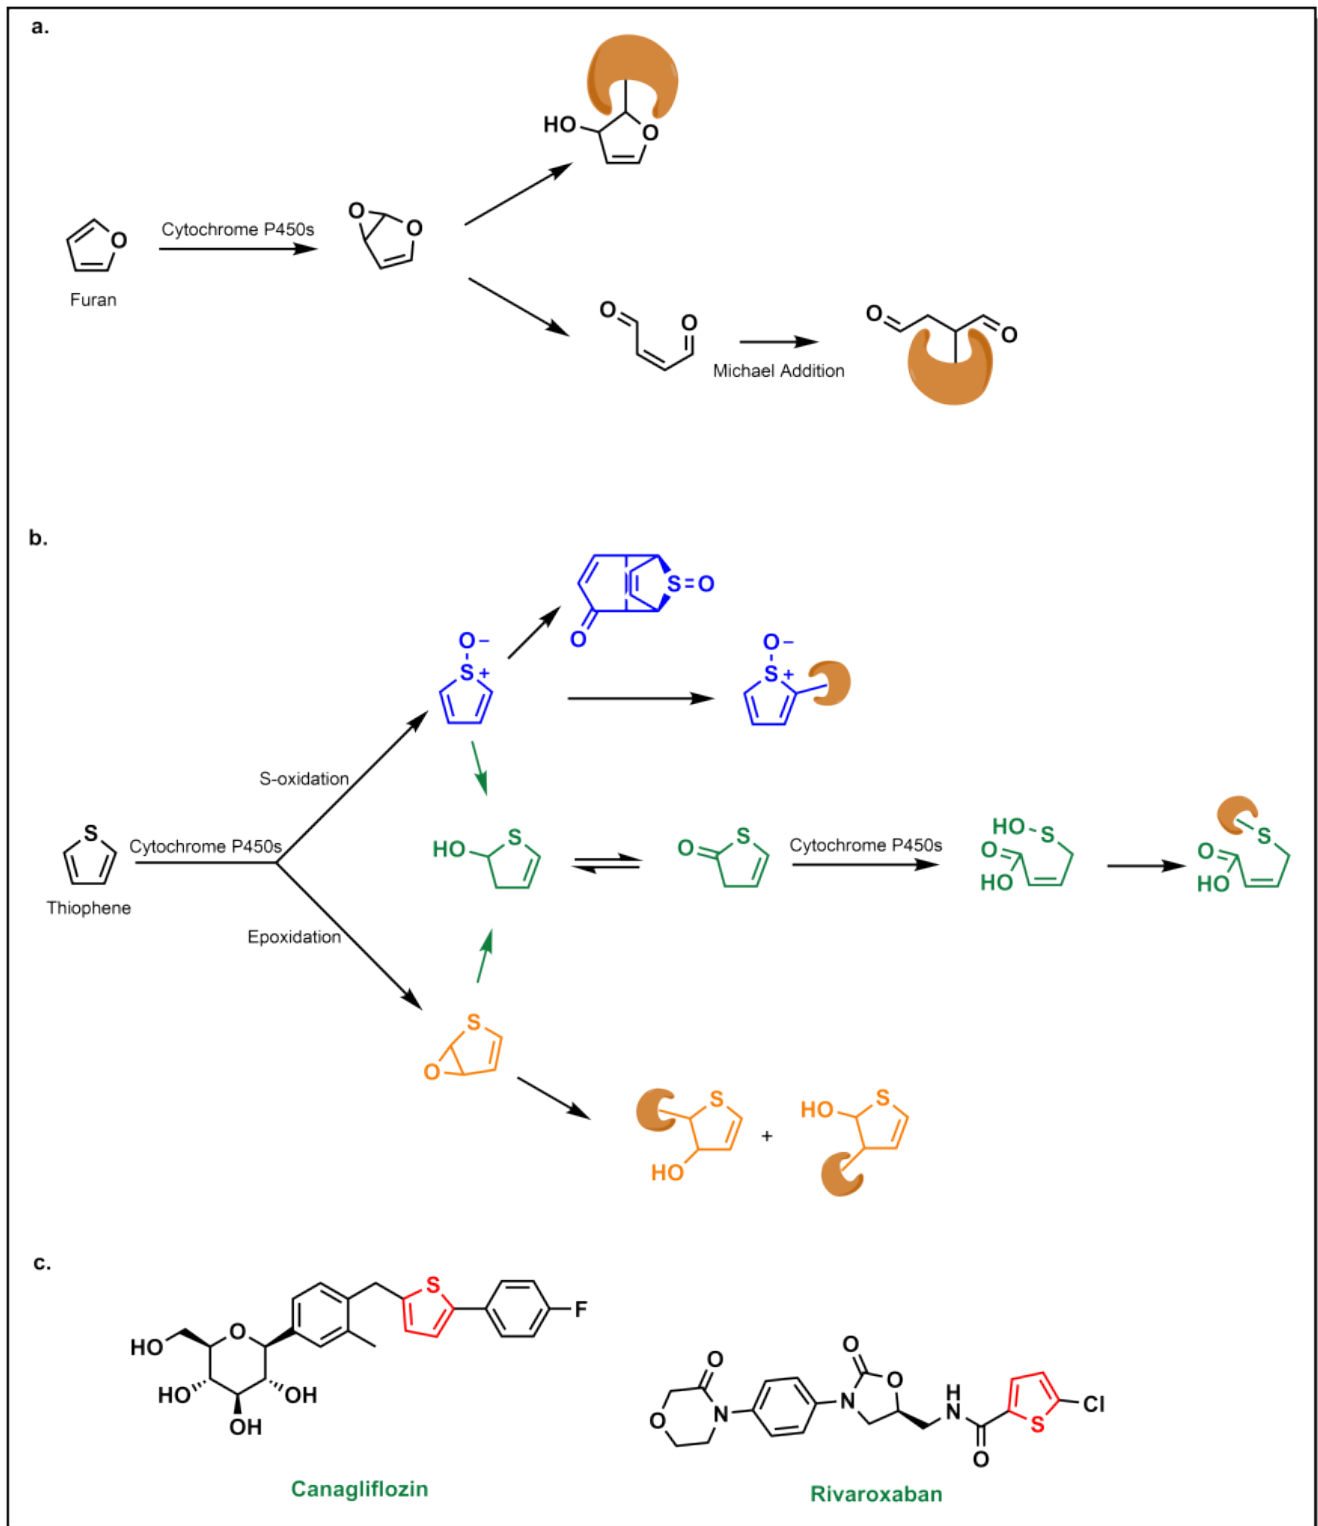 a.
HO
O
O
O
Cytochrome P450s
O
Furan
O
O
O
O
Michael Addition
b.
S=O
O
O−
S+
O−
S+
S-oxidation
S
Cytochrome P450s
Thiophene
HO
S
O
S
Cytochrome P450s
HO-S
O
HO
S
O
HO
Epoxidation
S
O
S
HO
+
HO
S
c.
S
F
HO
O
HO
OH
OH
O
O
O
N
N
O
H
N
O
S
Cl
Canagliflozin
Rivaroxaban